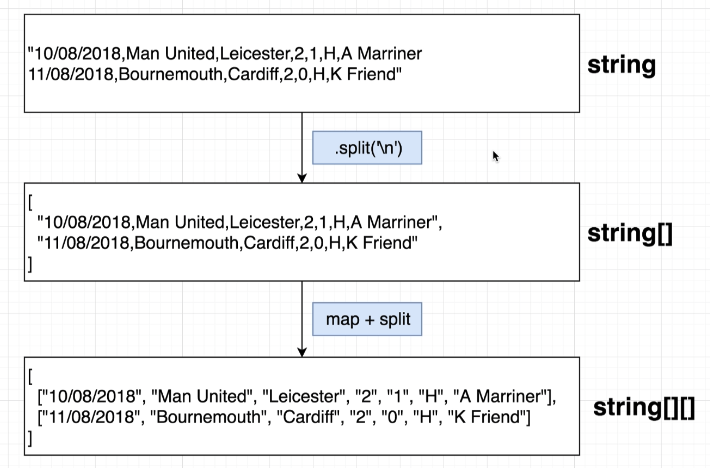 "10/08/2018,Man United,Leicester,2,1,H,A Marriner
11/08/2018,Bournemouth,Cardiff,2,0,H,K Friend"
string
.split('\n')
[
"10/08/2018,Man United,Leicester,2,1,H,A Marriner",
"11/08/2018,Bournemouth,Cardiff,2,0,H,K Friend"
]
string[]
map + split
[
["10/08/2018", "Man United", "Leicester", "2", "1", "H", "A Marriner"],
["11/08/2018", "Bournemouth", "Cardiff", "2", "0", "H", "K Friend"]
]
string[][]